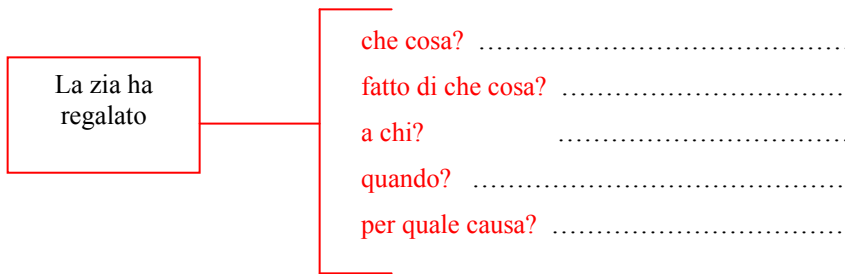 La zia ha
regalato
che cosa? ……………………………………………
fatto di che cosa? …………………………………
a chi? …………………………………
quando? ……………………………………………
per quale causa? …………………………………